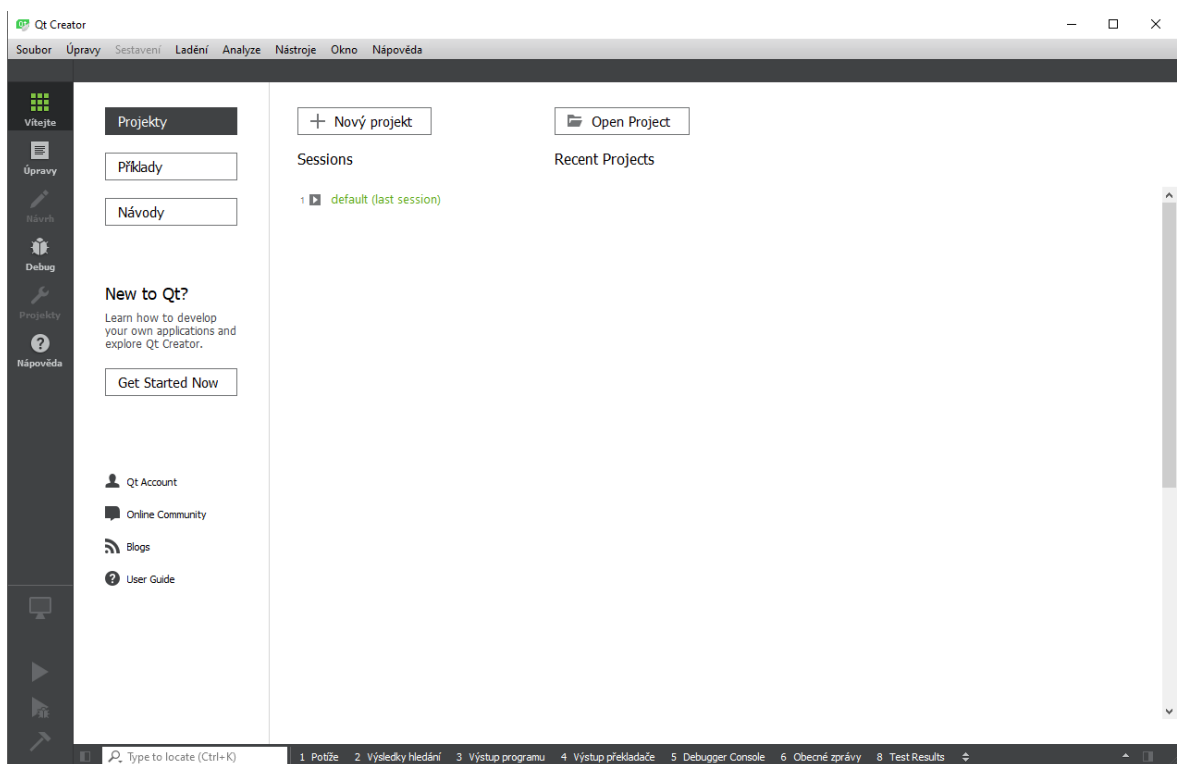 Qt Creator
Soubor Úpravy Sestavení Ladění Analyze Nástroje Okno Nápověda
Vítejte
Úpravy
Návrh
Debug
Projekty
Nápověda
Projekty
Příklady
Návody
New to Qt?
Learn how to develop
your own applications and
explore Qt Creator.
Get Started Now
Qt Account
Online Community
Blogs
User Guide
Nový projekt
Open Project
Sessions
Recent Projects
1 default (last session)
Type to locate (Ctrl+K)
1 Potíže 2 Výsledky hledání 3 Výstup programu 4 Výstup překladače 5 Debugger Console 6 Obecné zprávy 8 Test Results